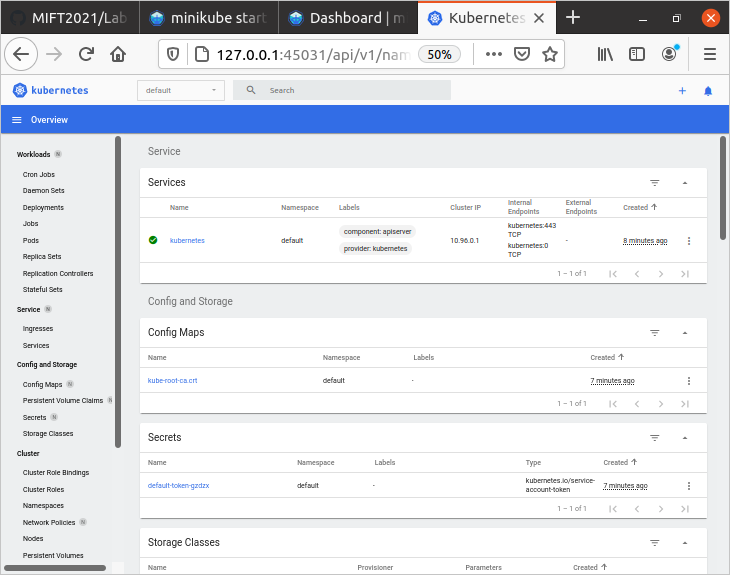 MIFT2021/Lab
minikube start
Dashboard | m
Kubernetes
127.0.0.1:45031/api/v1/nam
50%
kubernetes
default
Search
Overview
Workloads N
Cron Jobs
Daemon Sets
Deployments
Jobs
Pods
Replica Sets
Replication Controllers
Stateful Sets
Service N
Ingresses
Services
Config and Storage
Config Maps N
Persistent Volume Claims N
Secrets N
Storage Classes
Cluster
Cluster Role Bindings
Cluster Roles
Namespaces
Network Policies N
Nodes
Persistent Volumes
Service
Services
Name Namespace Labels Cluster IP Internal Endpoints External Endpoints Created
kubernetes default component: apiserver provider: kubernetes 10.96.0.1 kubernetes:443 TCP kubernetes:0 TCP - 8 minutes ago
1 – 1 of 1
Config and Storage
Config Maps
Name Namespace Labels Created
kube-root-ca.crt default - 7 minutes ago
1 – 1 of 1
Secrets
Name Namespace Labels Type Created
default-token-gzdzx default - kubernetes.io/service-account-token 7 minutes ago
1 – 1 of 1
Storage Classes
Name Provisioner Parameters Created